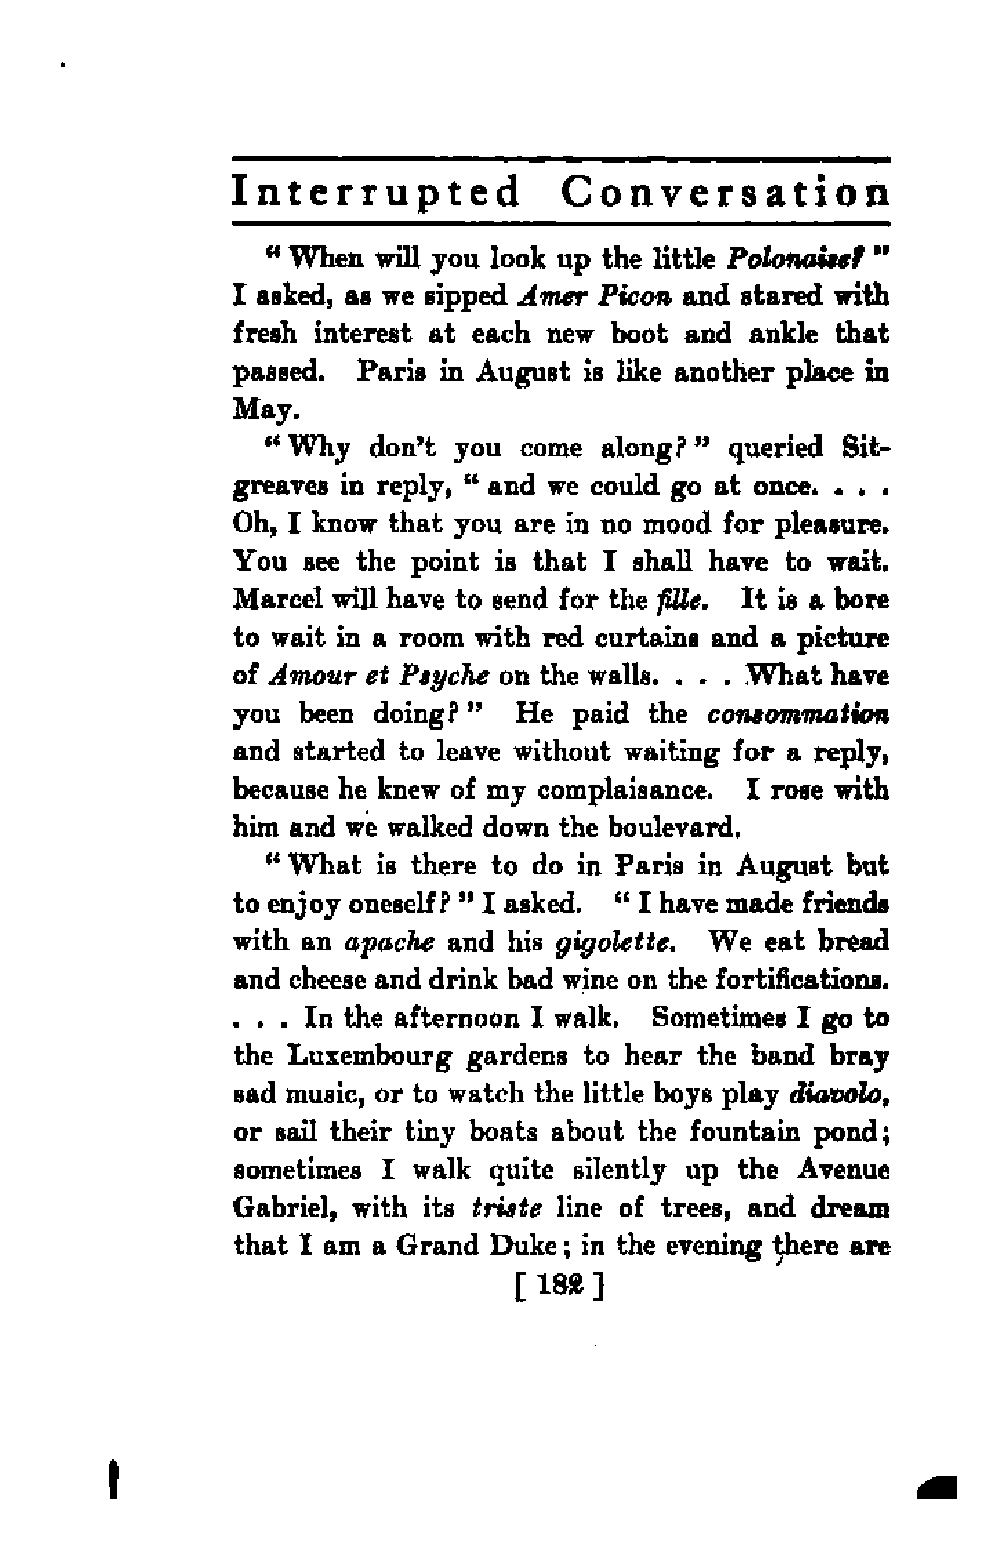 Interrupted Conversation
“ When will you look up the little Polonaise? ”
I asked, as we sipped Amer Picon and stared with
fresh interest at each new boot and ankle that
passed. Paris in August is like another place in
May.
“ Why don’t you come along? ” queried Sit-
greaves in reply, “ and we could go at once. . . .
Oh, I know that you are in no mood for pleasure.
You see the point is that I shall have to wait.
Marcel will have to send for the fille. It is a bore
to wait in a room with red curtains and a picture
of Amour et Psyche on the walls. . . . What have
you been doing? ” He paid the consommation
and started to leave without waiting for a reply,
because he knew of my complaisance. I rose with
him and we walked down the boulevard.
“ What is there to do in Paris in August but
to enjoy oneself? ” I asked. “ I have made friends
with an apache and his gigolette. We eat bread
and cheese and drink bad wine on the fortifications.
. . . In the afternoon I walk. Sometimes I go to
the Luxembourg gardens to hear the band bray
sad music, or to watch the little boys play diavolo,
or sail their tiny boats about the fountain pond;
sometimes I walk quite silently up the Avenue
Gabriel, with its triste line of trees, and dream
that I am a Grand Duke; in the evening there are
[ 182 ]